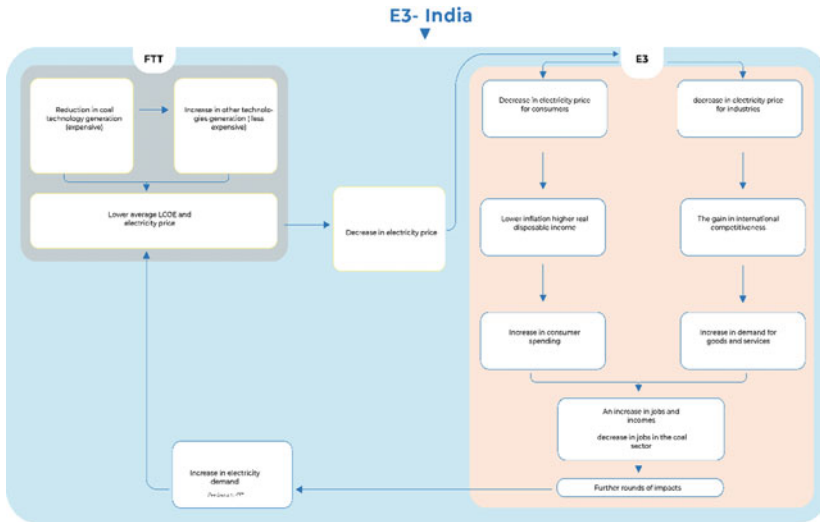 E3- India
FTT
E3
Reduction in coal
technology generation
(expensive)
Increase in other technolo-
gies generation ( less
expensive)
Lower average LCOE and
electricity price
Decrease in electricity price
Decrease in electricity price
for consumers
decrease in electricity price
for industries
Lower inflation higher real
disposable income
The gain in international
competitiveness
Increase in consumer
spending
Increase in demand for
goods and services
An increase in jobs and
incomes
decrease in jobs in the coal
sector
Further rounds of impacts
Increase in electricity
demand